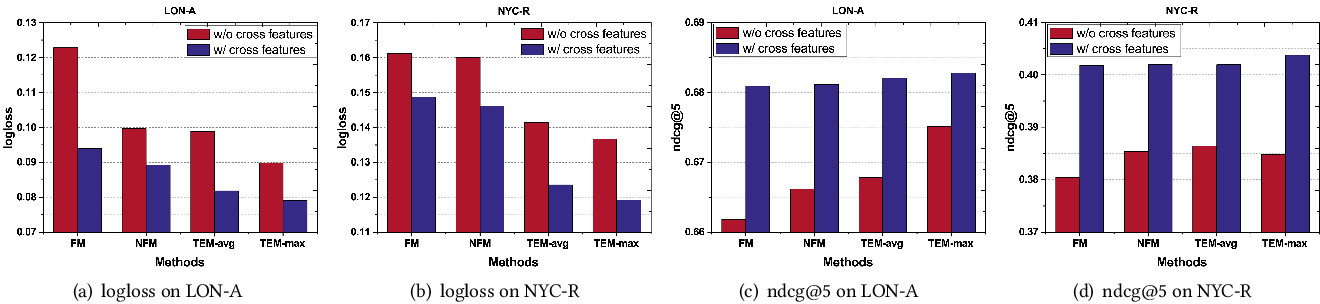 LON-A
0.13
0.12
0.11
0.10
0.09
0.08
0.07
logloss
w/o cross features
w/ cross features
FM NFM TEM-avg TEM-max
Methods
(a) logloss on LON-A
NYC-R
0.17
0.16
0.15
0.14
0.13
0.12
0.11
logloss
w/o cross features
w/ cross features
FM NFM TEM-avg TEM-max
Methods
(b) logloss on NYC-R
LON-A
0.69
0.68
0.67
0.66
ndcg@5
w/o cross features
w/ cross features
FM NFM TEM-avg TEM-max
Methods
(c) ndcg@5 on LON-A
NYC-R
0.41
0.40
0.39
0.38
0.37
ndcg@5
w/o cross features
w/ cross features
FM NFM TEM-avg TEM-max
Methods
(d) ndcg@5 on NYC-R